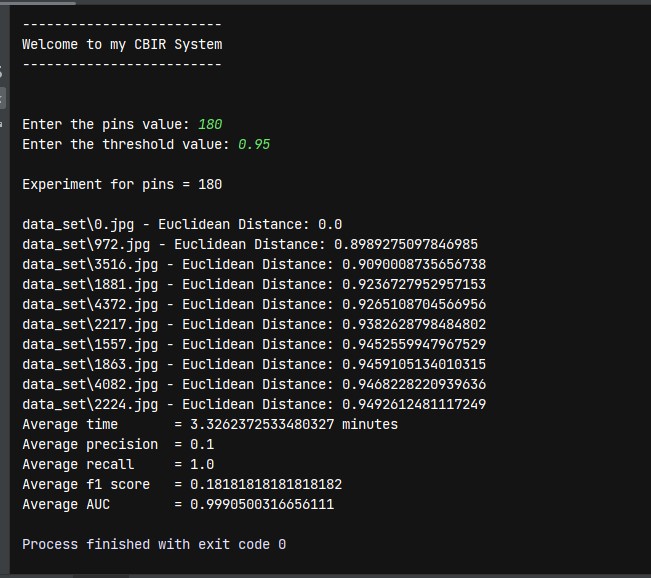 -------------------------
Welcome to my CBIR System
-------------------------
Enter the pins value: 180
Enter the threshold value: 0.95
Experiment for pins = 180
data_set\0.jpg - Euclidean Distance: 0.0
data_set\972.jpg - Euclidean Distance: 0.8989275097846985
data_set\3516.jpg - Euclidean Distance: 0.9090008735656738
data_set\1881.jpg - Euclidean Distance: 0.9236727952957153
data_set\4372.jpg - Euclidean Distance: 0.9265108704566956
data_set\2217.jpg - Euclidean Distance: 0.9382628798484802
data_set\1557.jpg - Euclidean Distance: 0.9452559947967529
data_set\1863.jpg - Euclidean Distance: 0.9459105134010315
data_set\4082.jpg - Euclidean Distance: 0.9468228220939636
data_set\2224.jpg - Euclidean Distance: 0.9492612481117249
Average time       = 3.3262372533480327 minutes
Average precision  = 0.1
Average recall     = 1.0
Average f1 score   = 0.18181818181818182
Average AUC        = 0.9990500316656111
Process finished with exit code 0